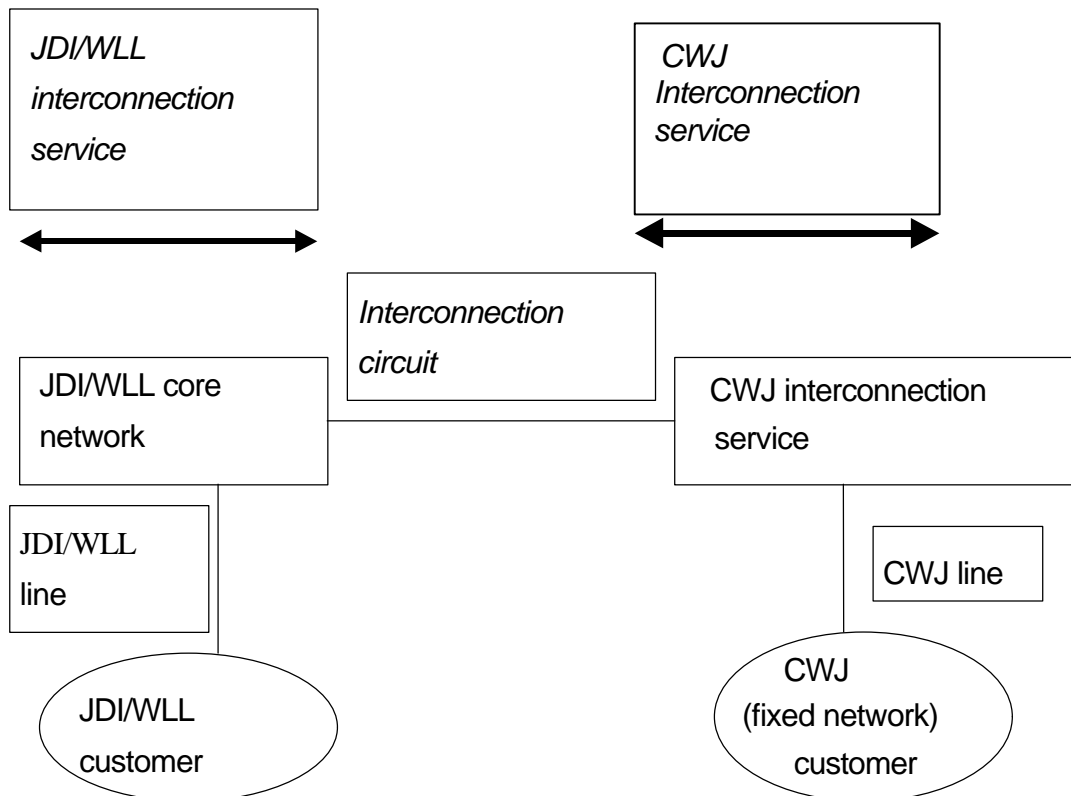 JDI/WLL
interconnection
service
CWJ
Interconnection
service
Interconnection
circuit
JDI/WLL core
network
CWJ interconnection
service
JDI/WLL
line
CWJ line
JDI/WLL
customer
CWJ
(fixed network)
customer